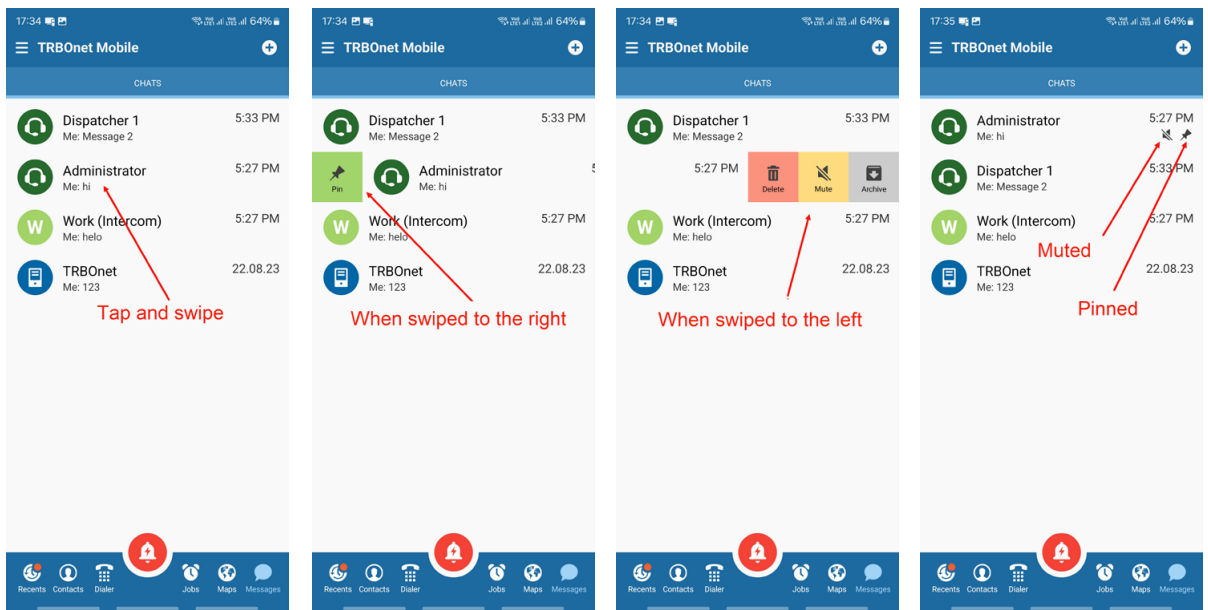 17:34 64%
TRBOnet Mobile
CHATS
Dispatcher 1 5:33 PM
Me: Message 2
Administrator 5:27 PM
Me: hi
W Work (Intercom) 5:27 PM
Me: helo
TRBOnet 22.08.23
Me: 123
Tap and swipe
Recents Contacts Dialer Jobs Maps Messages
17:34 64%
TRBOnet Mobile
CHATS
Dispatcher 1 5:33 PM
Me: Message 2
Pin Administrator 5
Me: hi
W Work (Intercom) 5:27 PM
Me: helo
TRBOnet 22.08.23
Me: 123
When swiped to the right
Recents Contacts Dialer Jobs Maps Messages
17:34 64%
TRBOnet Mobile
CHATS
Dispatcher 1 5:33 PM
Me: Message 2
5:27 PM Delete Mute Archive
W Work (Intercom) 5:27 PM
Me: helo
TRBOnet 22.08.23
Me: 123
When swiped to the left
Recents Contacts Dialer Jobs Maps Messages
17:35 64%
TRBOnet Mobile
CHATS
Administrator 5:27 PM
Me: hi
Dispatcher 1 5:33 PM
Me: Message 2
W Work (Intercom) 5:27 PM
Me: helo
Muted
TRBOnet 22.08.23
Me: 123
Pinned
Recents Contacts Dialer Jobs Maps Messages